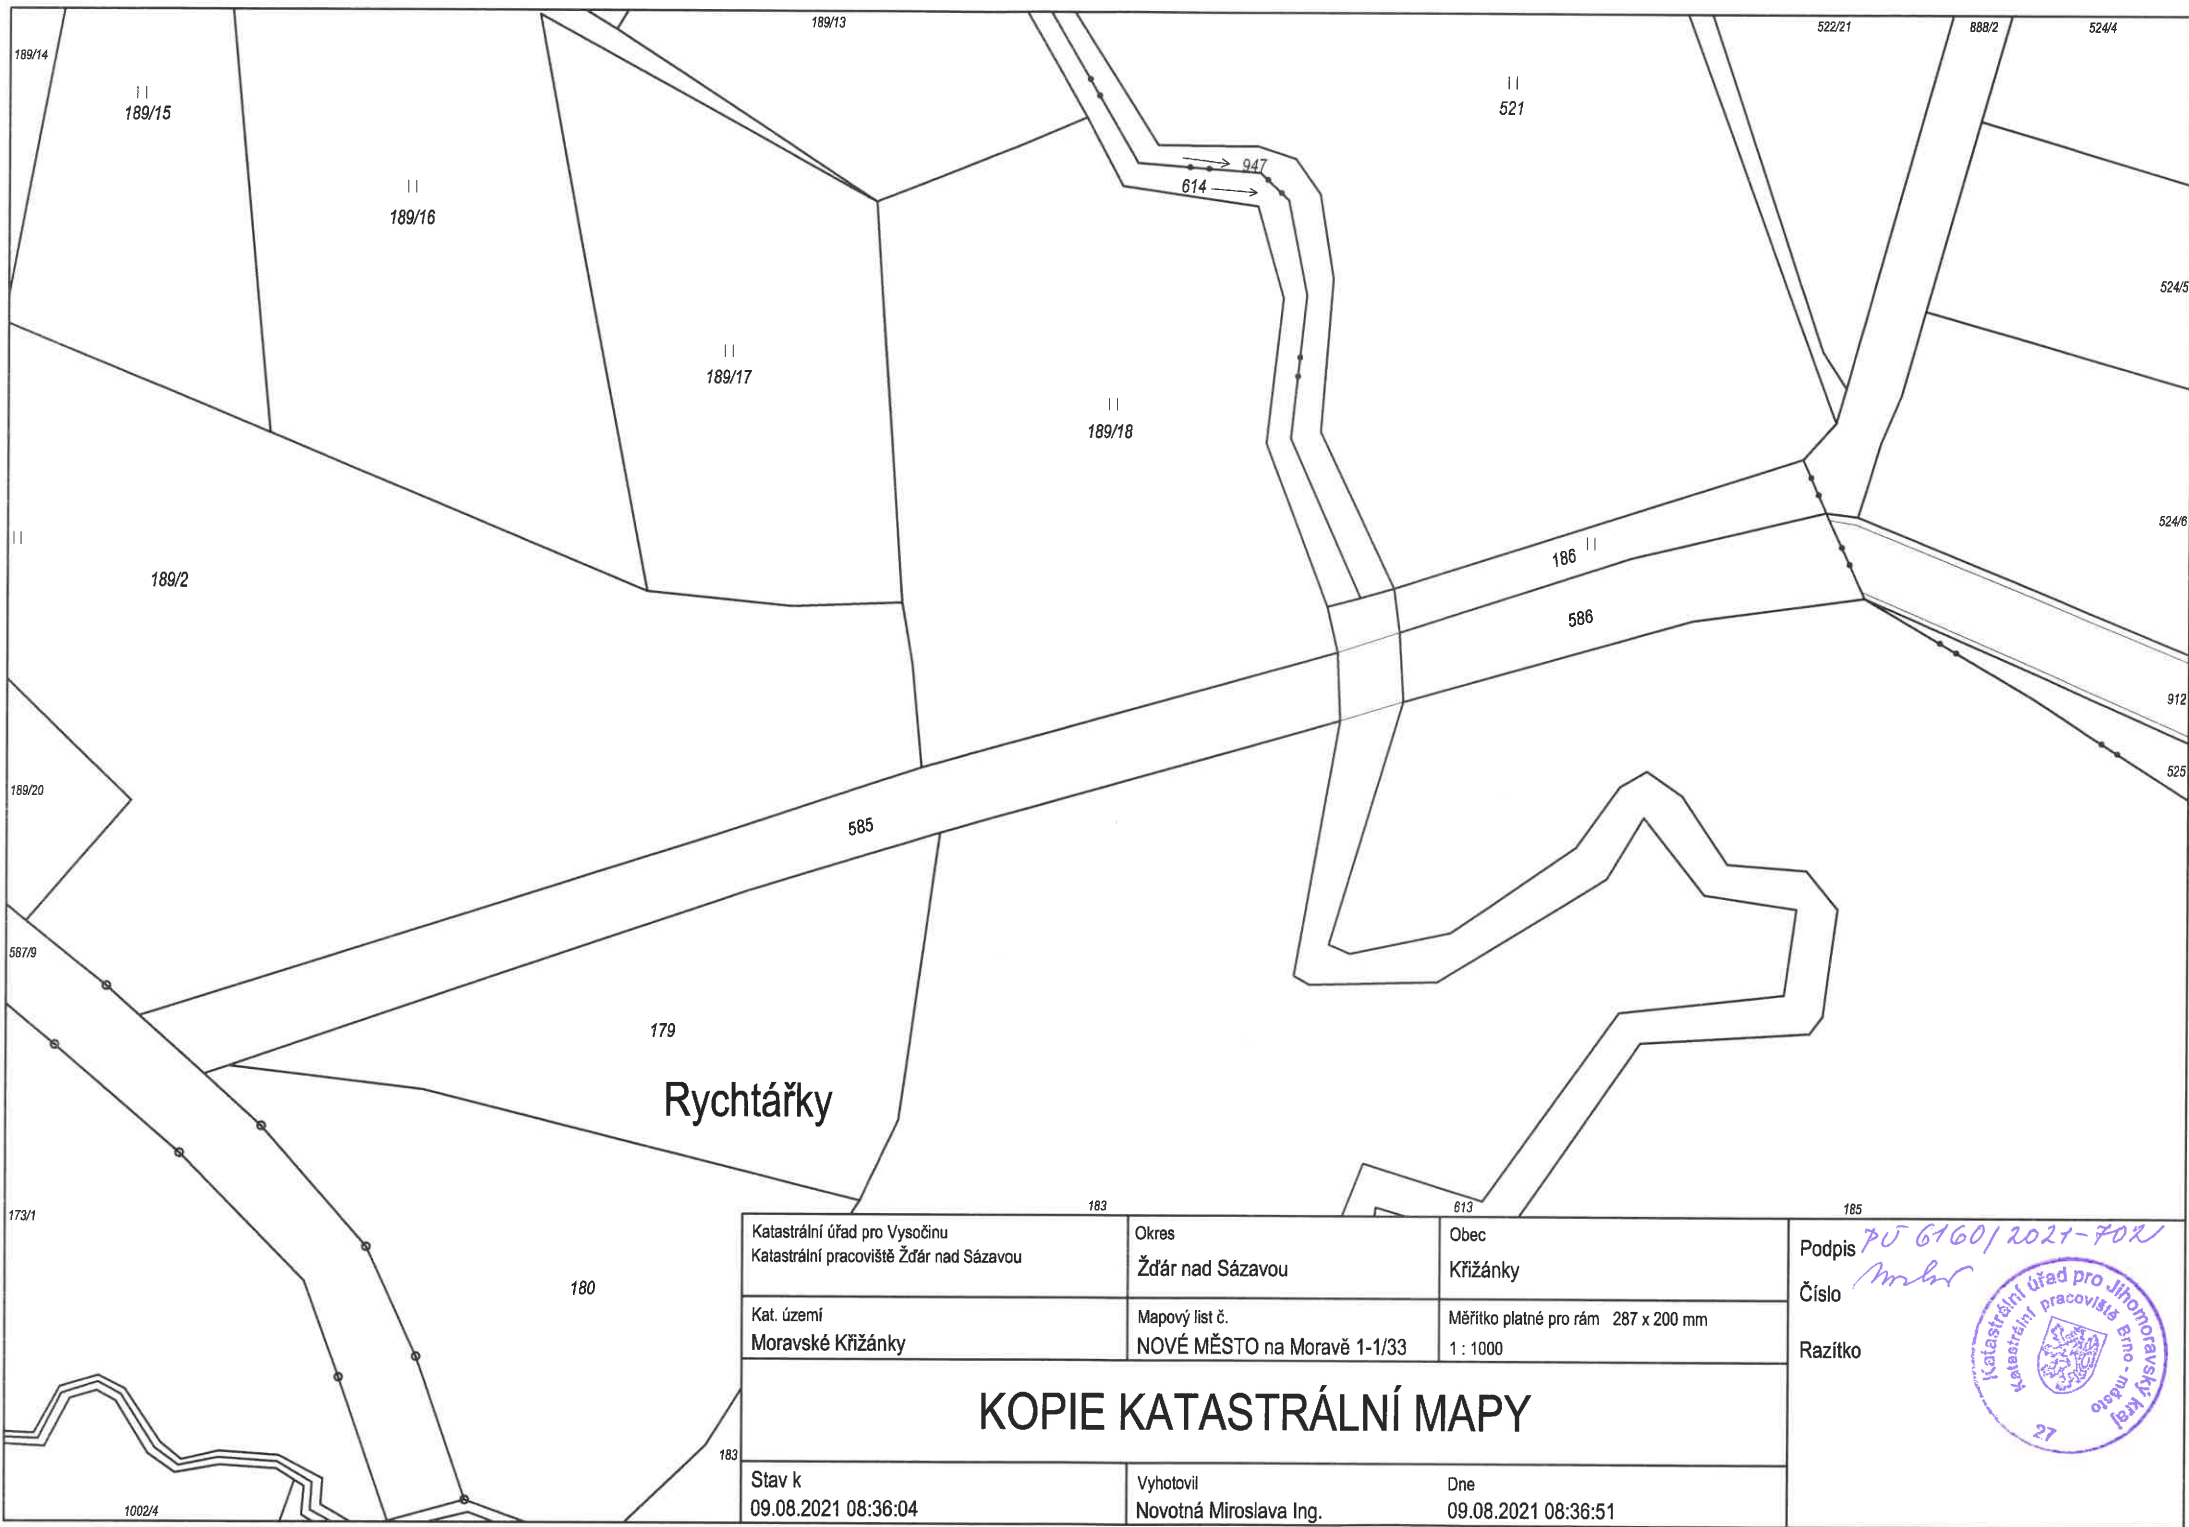 189/13
522/21
888/2
524/4
189/14
189/15
521
947
614
189/16
524/5
189/17
189/18
524/6
186
189/2
586
912
525
189/20
585
587/9
179
Rychtářky
183
613
185
173/1
180
183
1002/4
Katastrální úřad pro Vysočinu
Katastrální pracoviště Žďár nad Sázavou
Okres
Žďár nad Sázavou
Obec
Křižánky
Kat. území
Moravské Křižánky
Mapový list č.
NOVÉ MĚSTO na Moravě 1-1/33
Měřítko platné pro rám 287 x 200 mm
1 : 1000
KOPIE KATASTRÁLNÍ MAPY
Stav k
09.08.2021 08:36:04
Vyhotovil
Novotná Miroslava Ing.
Dne
09.08.2021 08:36:51
Podpis
PÚ 6160/2021-702
Číslo
Razítko
Katastrální úřad pro Jihomoravský kraj
Katastrální pracoviště Brno - město
27